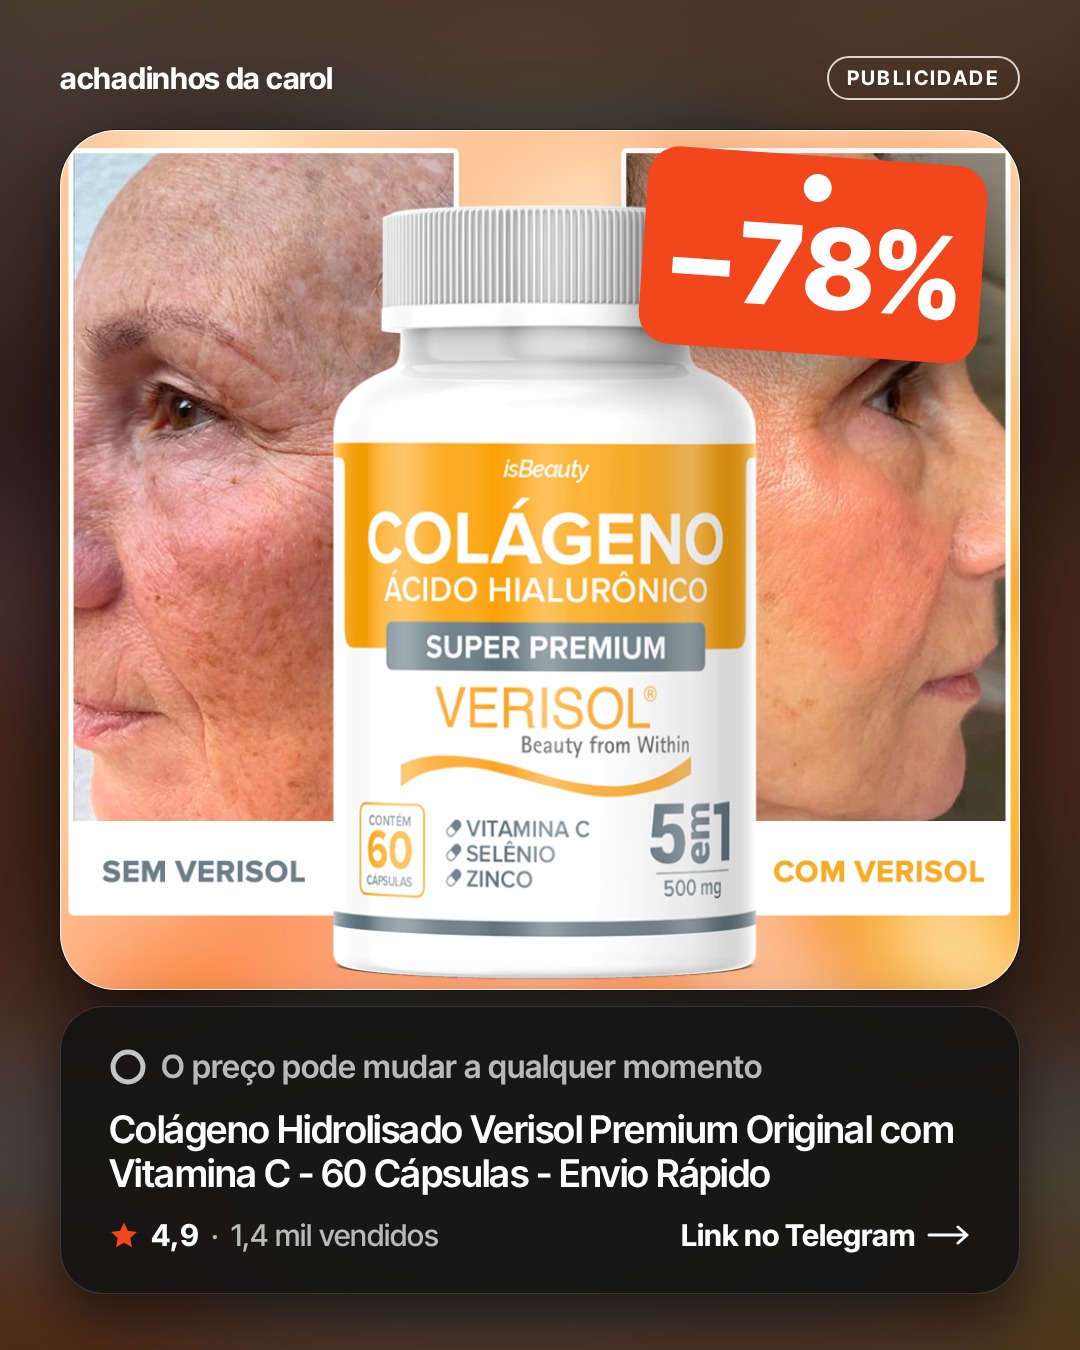 achadinhos da carol
PUBLICIDADE
−78%
isBeauty
COLÁGENO
ÁCIDO HIALURÔNICO
SUPER PREMIUM
VERISOL®
Beauty from Within
CONTÉM
60
CÁPSULAS
VITAMINA C
SELÊNIO
ZINCO
5 em 1
500 mg
SEM VERISOL
COM VERISOL
O preço pode mudar a qualquer momento
Colágeno Hidrolisado Verisol Premium Original com
Vitamina C - 60 Cápsulas - Envio Rápido
4,9 · 1,4 mil vendidos
Link no Telegram →